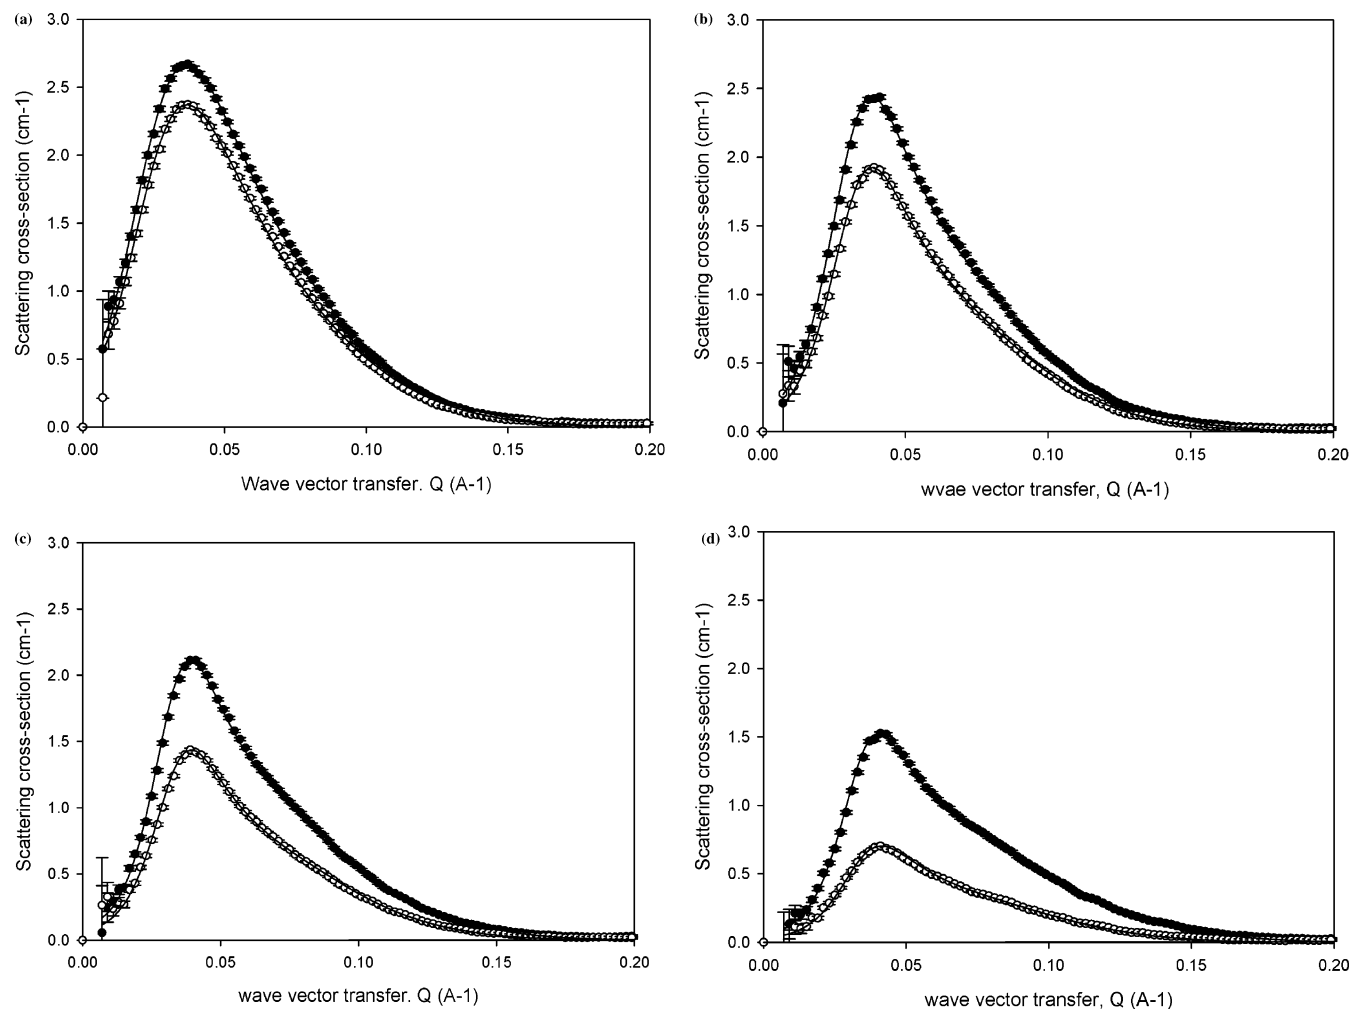 (a)
3.0
2.5
2.0
1.5
1.0
0.5
0.0
Scattering cross-section (cm-1)
0.00 0.05 0.10 0.15 0.20
Wave vector transfer. Q (A-1)
(b)
3.0
2.5
2.0
1.5
1.0
0.5
0.0
Scattering cross-section (cm-1)
0.00 0.05 0.10 0.15 0.20
wvae vector transfer, Q (A-1)
(c)
3.0
2.5
2.0
1.5
1.0
0.5
0.0
Scattering cross-section (cm-1)
0.00 0.05 0.10 0.15 0.20
wave vector transfer. Q (A-1)
(d)
3.0
2.5
2.0
1.5
1.0
0.5
0.0
Scattering cross-section (cm-1)
0.00 0.05 0.10 0.15 0.20
wave vector transfer, Q (A-1)